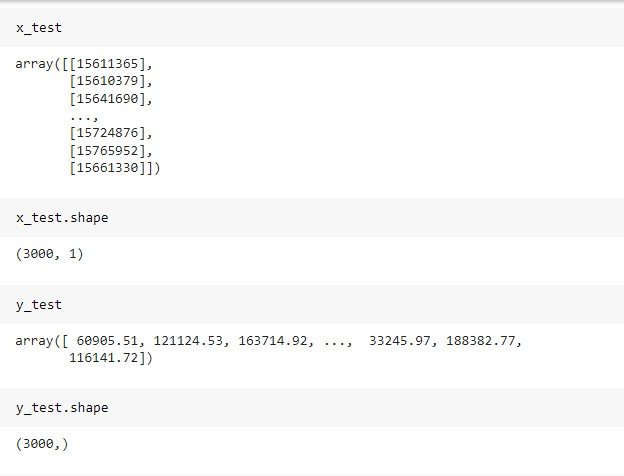 x_test
array([[15611365],
       [15610379],
       [15641690],
       ...,
       [15724876],
       [15765952],
       [15661330]])
x_test.shape
(3000, 1)
y_test
array([ 60905.51, 121124.53, 163714.92, ...,  33245.97, 188382.77,
       116141.72])
y_test.shape
(3000,)